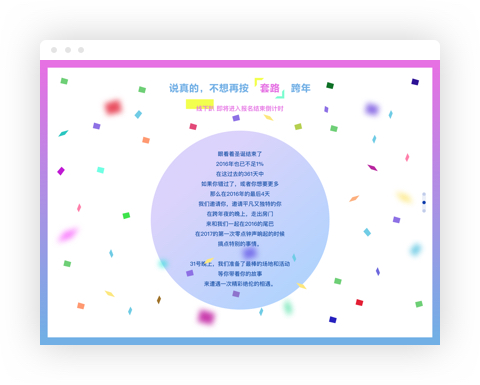 说真的，不想再按「套路」跨年
线下趴 即将进入报名结束倒计时
眼看着是说结束了
2016年也已不足1%
在这过去的361天中
如果你错过了，或者你想要更多
那么在2016年的最后4天
我们邀请你，邀请平凡又独特的你
在跨年夜的晚上，走出房门
来和我们一起在2016的尾巴
在2017的第一次零点钟声响起的时候
搞点特别的事情。
31号晚上，我们准备了最棒的场地和活动
等你带着你的故事
来遭遇一次精彩绝伦的相遇。